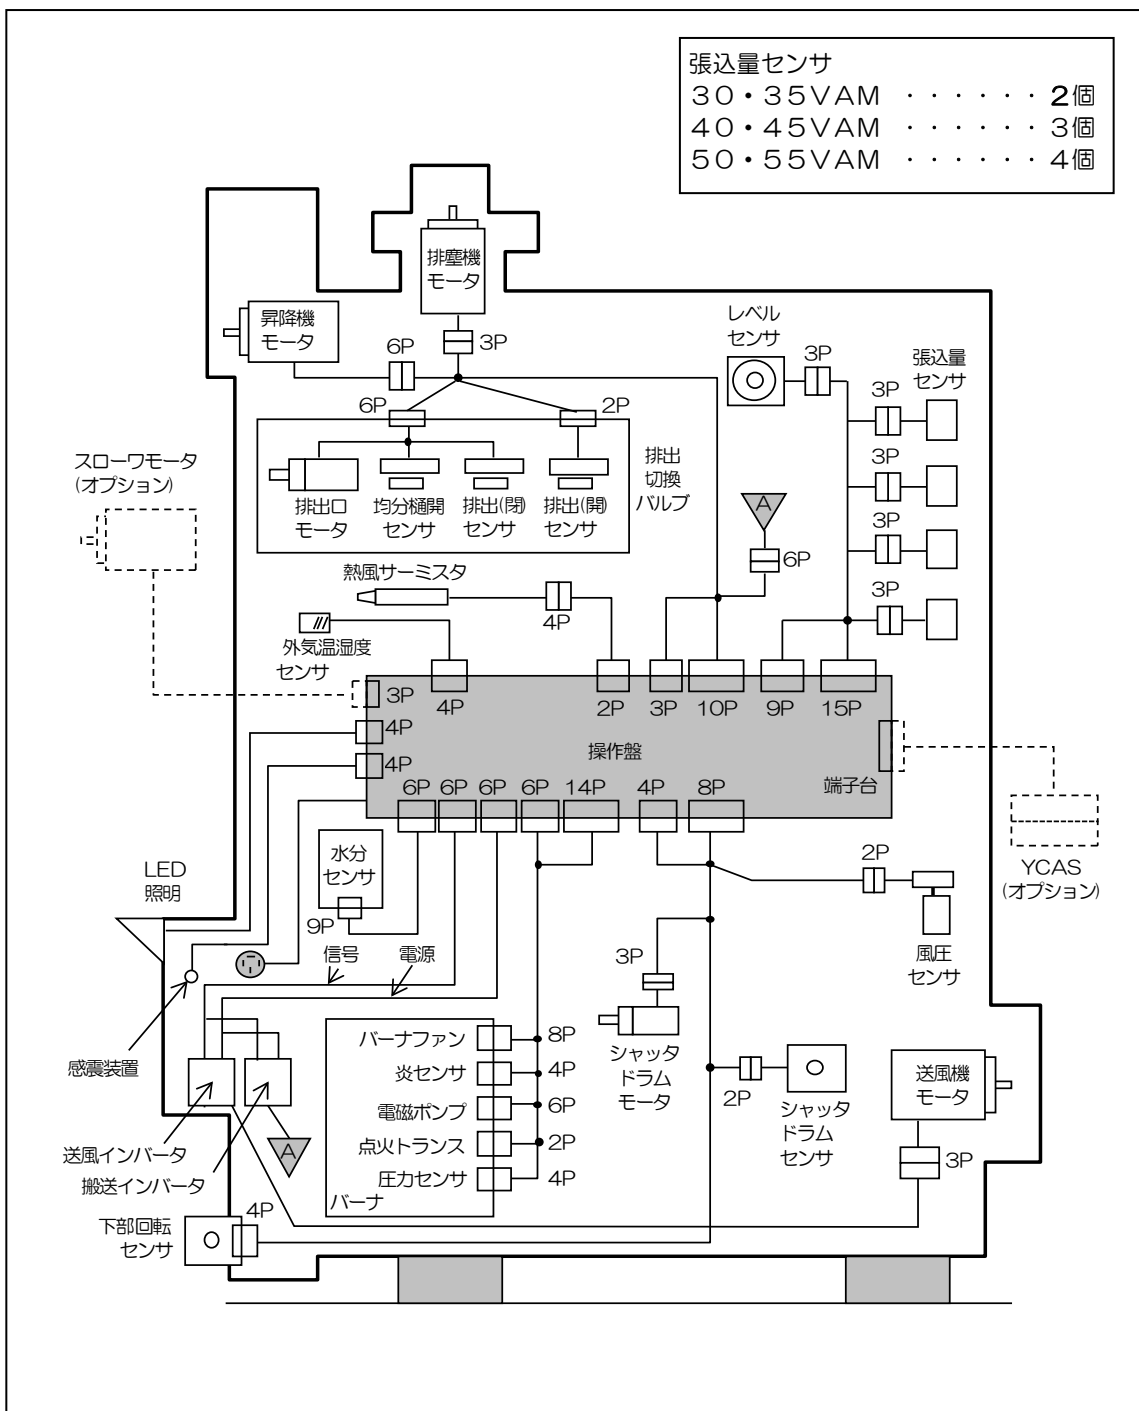 張込量センサ
30・35VAM ・・・・・・ 2個
40・45VAM ・・・・・・ 3個
50・55VAM ・・・・・・ 4個
排塵機
モータ
昇降機
モータ
6P
3P
レベル
センサ
3P
張込量
センサ
3P
3P
3P
3P
6P
2P
排出口
モータ
均分樋開
センサ
排出(閉)
センサ
排出(開)
センサ
排出
切換
バルブ
スローワモータ
(オプション)
A
6P
熱風サーミスタ
4P
外気温湿度
センサ
3P
4P
2P
3P
10P
9P
15P
4P
4P
操作盤
端子台
6P
6P
6P
6P
14P
4P
8P
YCAS
(オプション)
水分
センサ
9P
LED
照明
信号
電源
2P
風圧
センサ
3P
シャッタ
ドラム
モータ
感震装置
バーナファン
8P
炎センサ
4P
電磁ポンプ
6P
点火トランス
2P
圧力センサ
4P
バーナ
2P
シャッタ
ドラム
センサ
送風機
モータ
3P
A
送風インバータ
搬送インバータ
下部回転
センサ
4P